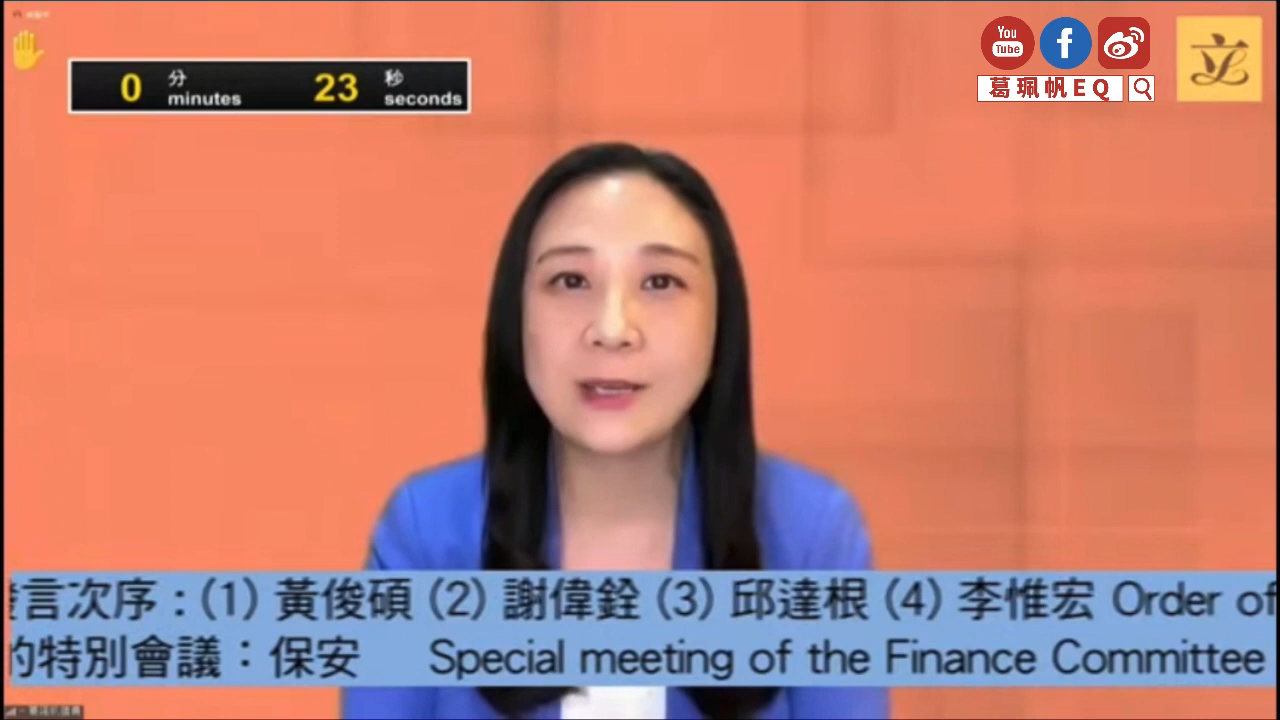 0 分 minutes 23 秒 seconds
You
Tube
f
葛珮帆EQ
立
言次序 : (1) 黃俊碩 (2) 謝偉銓 (3) 邱達根 (4) 李惟宏 Order of
的特別會議：保安 Special meeting of the Finance Committee